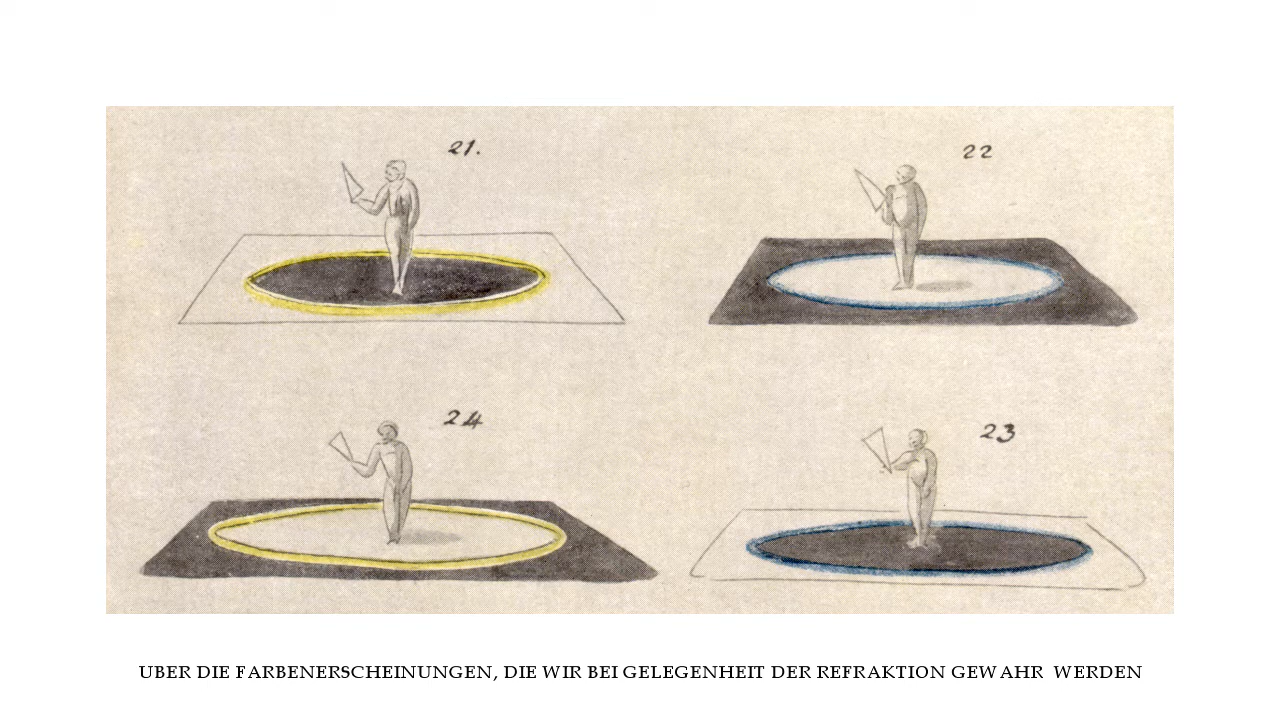 21.
22
24
23
UBER DIE FARBENERSCHEINUNGEN, DIE WIR BEI GELEGENHEIT DER REFRAKTION GEWAHR WERDEN